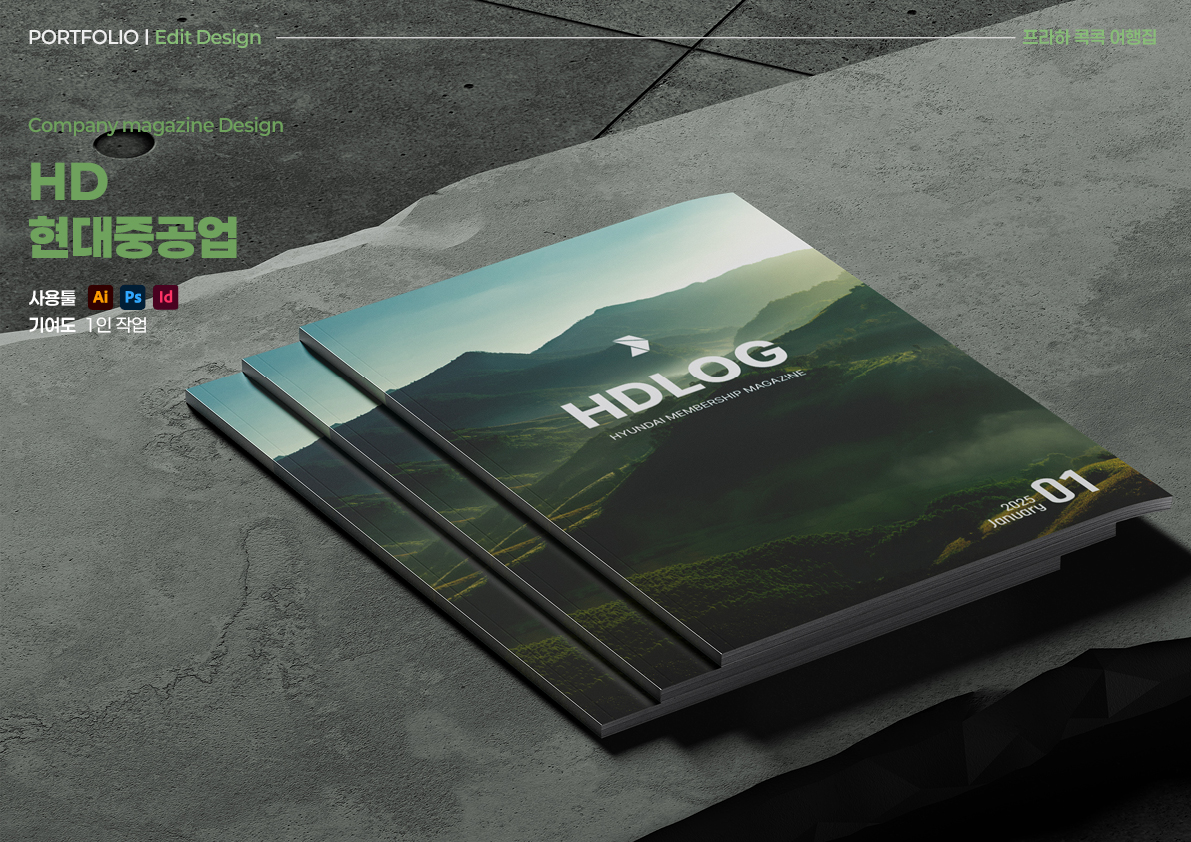 PORTFOLIO | Edit Design
프라하 콕콕 여행집
Company magazine Design
HD
현대중공업
사용툴 Ai Ps Id
기여도 1인 작업
HDLOG
HYUNDAI MEMBERSHIP MAGAZINE
2025
January 01